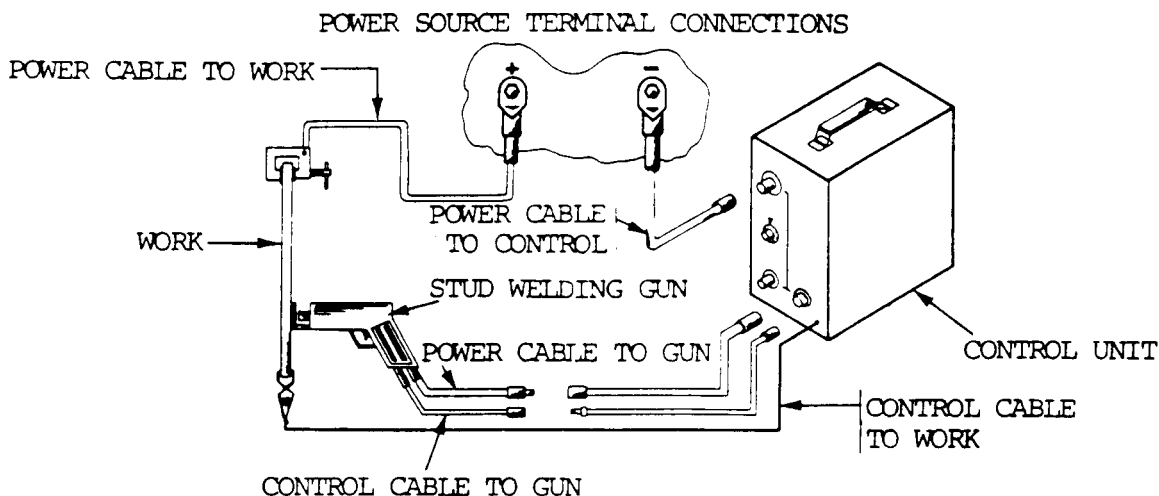 POWER SOURCE TERMINAL CONNECTIONS
POWER CABLE TO WORK
+
−
POWER CABLE
TO CONTROL
WORK
STUD WELDING GUN
POWER CABLE TO GUN
CONTROL UNIT
CONTROL CABLE
TO WORK
CONTROL CABLE TO GUN